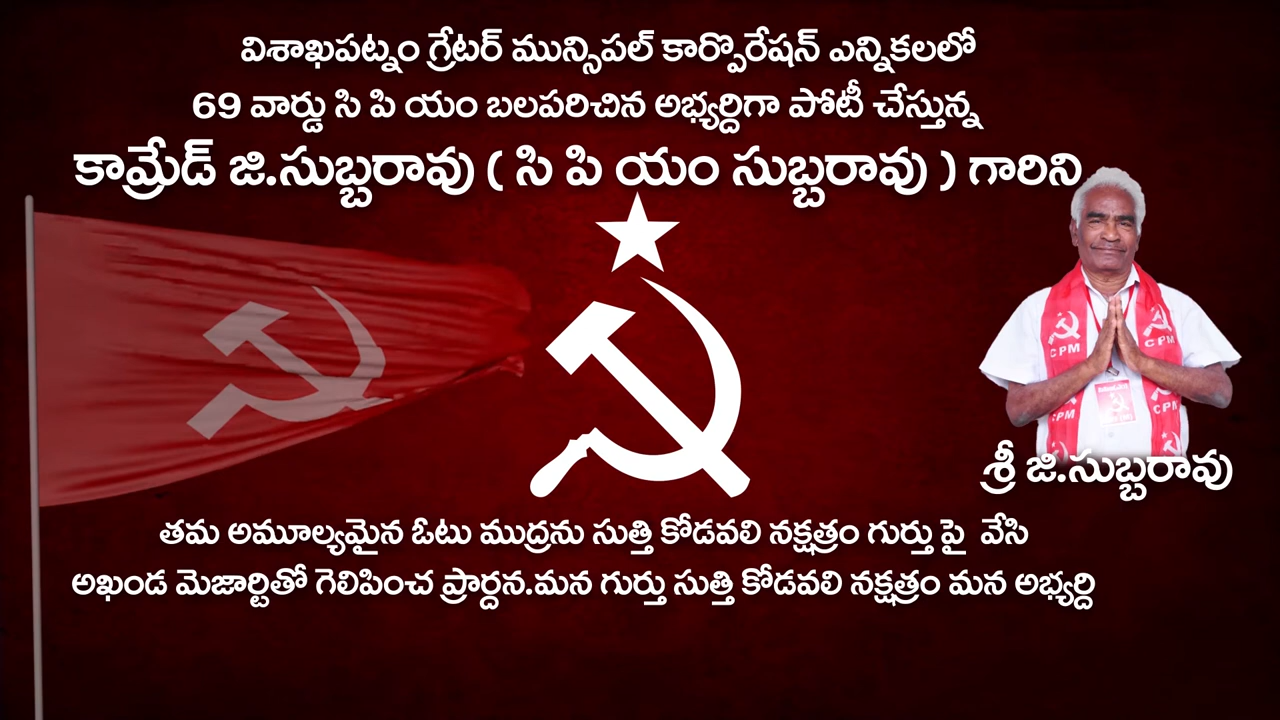 విశాఖపట్నం గ్రేటర్ మున్సిపల్ కార్పొరేషన్ ఎన్నికలలో
69 వార్డు సి పి యం బలపరిచిన అభ్యర్దిగా పోటీ చేస్తున్న
కామ్రేడ్ జి.సుబ్బరావు ( సి పి యం సుబ్బరావు ) గారిని
CPM
CPM
CPM
CPM
శ్రీ జి.సుబ్బరావు
తమ అమూల్యమైన ఓటు ముద్రను సుత్తి కోడవలి నక్షత్రం గుర్తు పై వేసి
అఖండ మెజార్టితో గెలిపించ ప్రార్దన.మన గుర్తు సుత్తి కోడవలి నక్షత్రం మన అభ్యర్ది